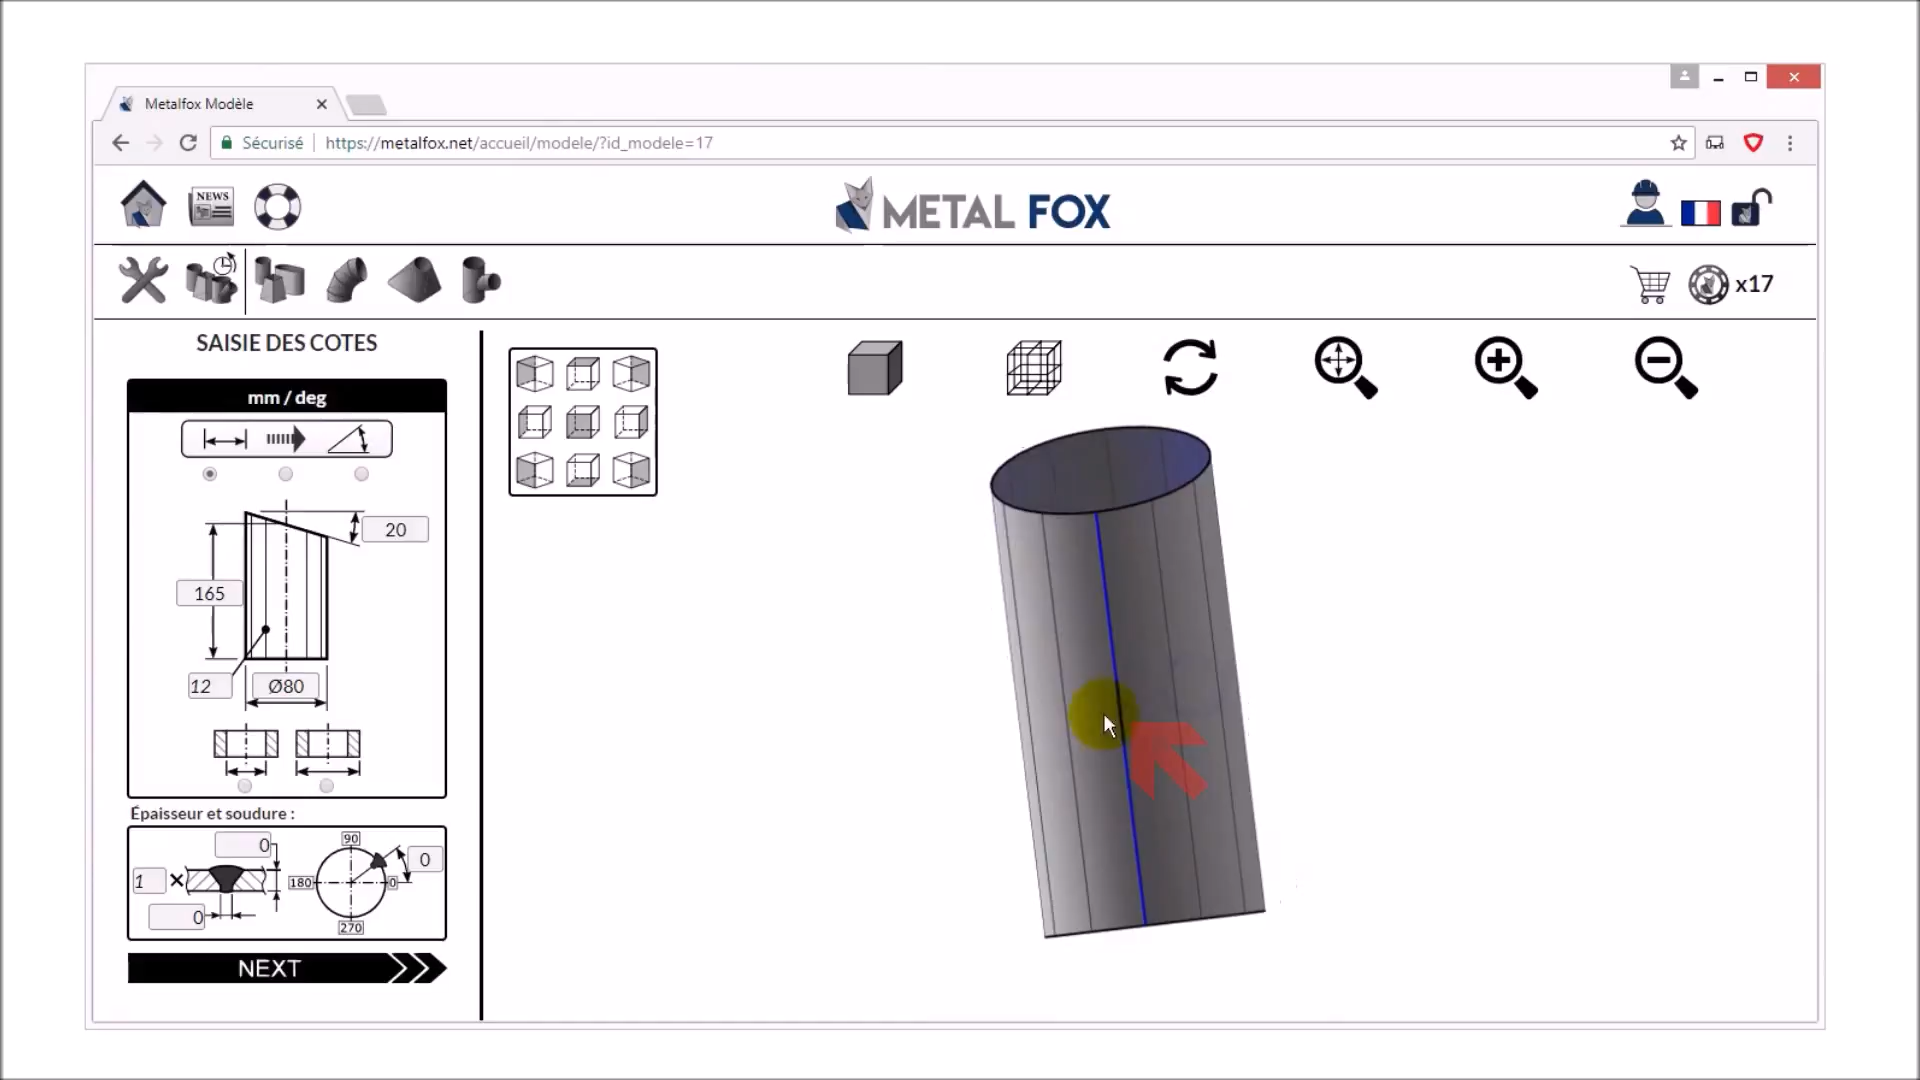 Metalfox Modèle
Sécurisé
https://metalfox.net/accueil/modele/?id_modele=17
NEWS
METAL FOX
x17
SAISIE DES COTES
mm / deg
20
165
12
Ø80
Épaisseur et soudure :
0
90
0
1
180
0
0
270
NEXT